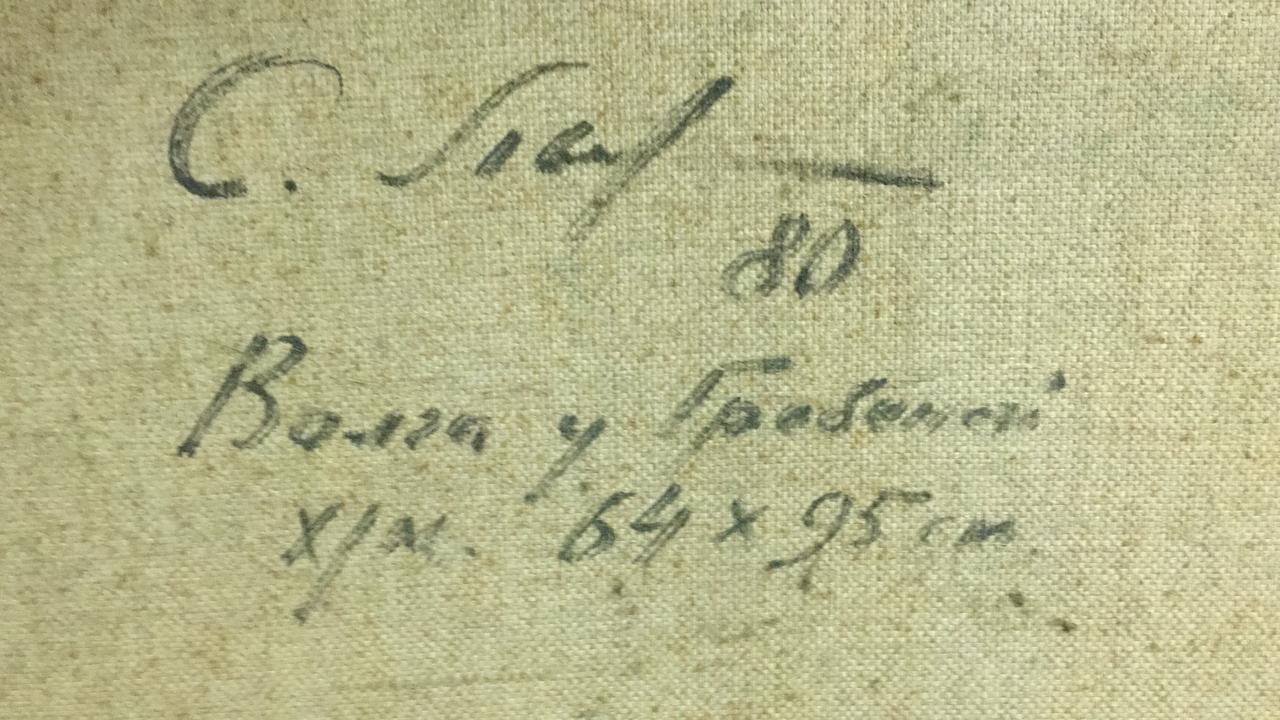 С.
80
Волга у
х/м. 64 х 95 см